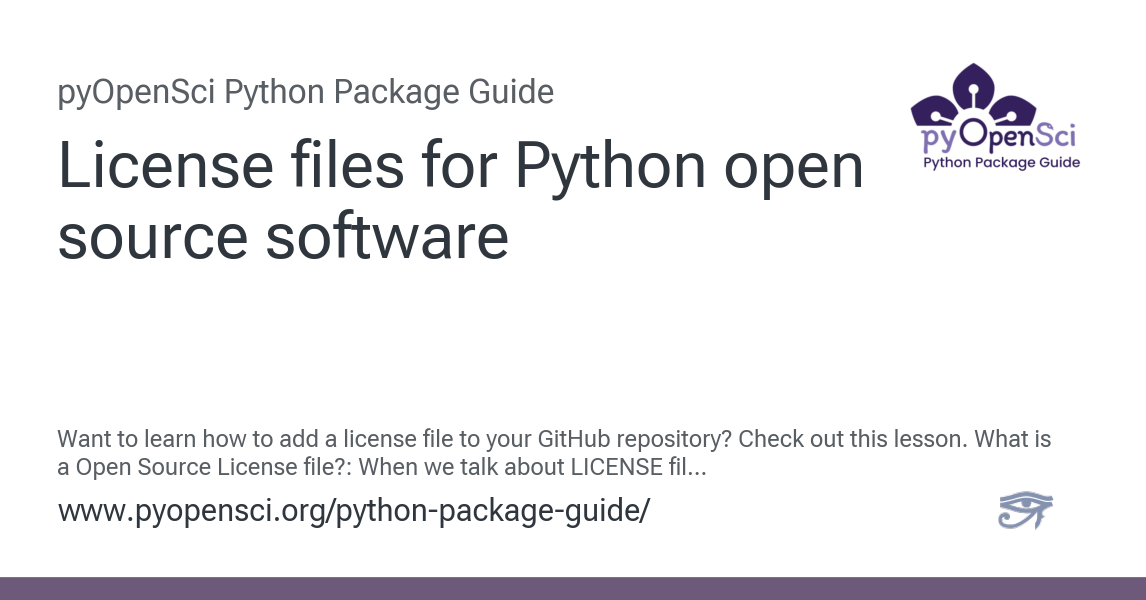 pyOpenSci Python Package Guide
License files for Python open
source software
pyOpenSci
Python Package Guide
Want to learn how to add a license file to your GitHub repository? Check out this lesson. What is
a Open Source License file?: When we talk about LICENSE fil...
www.pyopensci.org/python-package-guide/